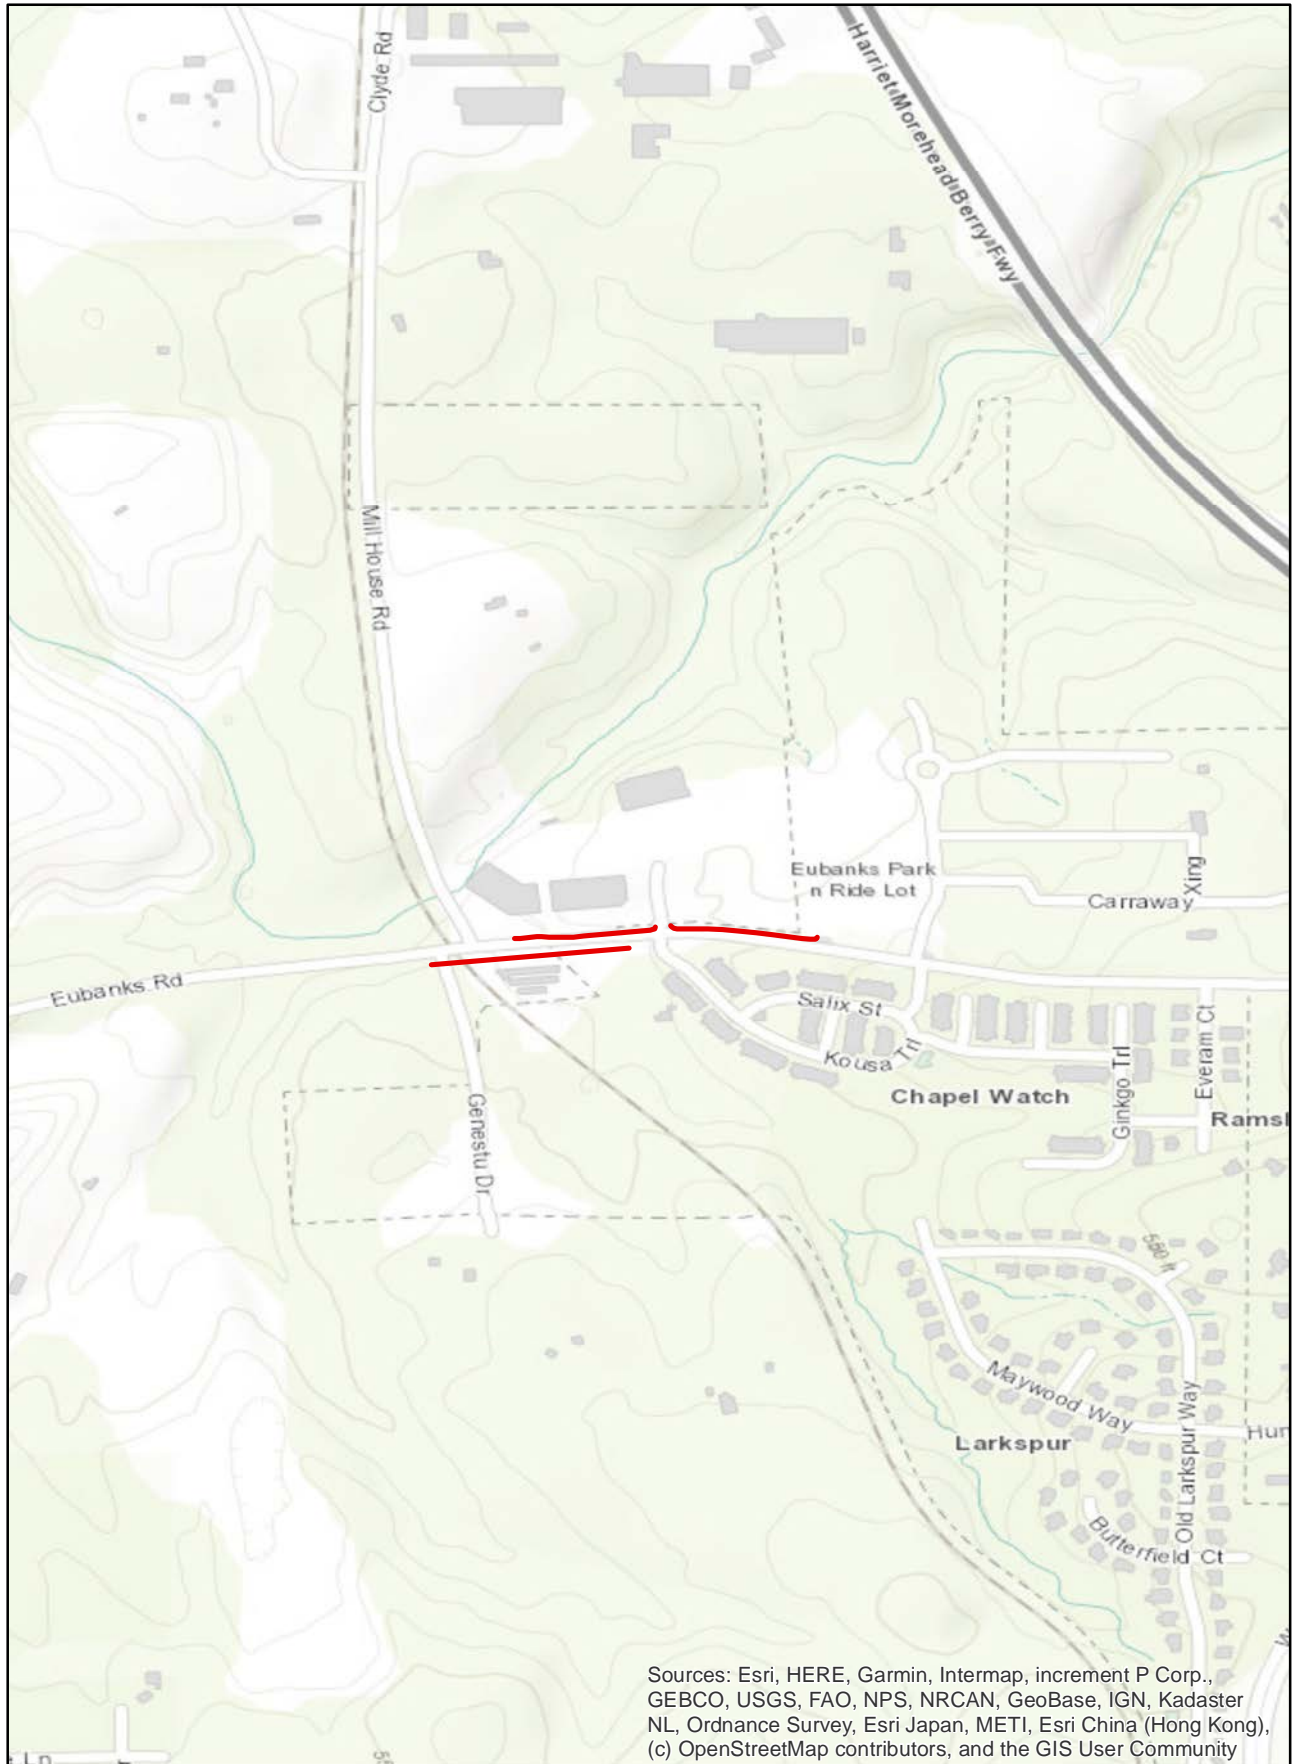 Clyde Rd
Harriet Morehead Berry Fwy
Mill House Rd
Eubanks Park
n Ride Lot
Xing
Carraway
Eubanks Rd
Salix St
Kousa Trl
Everam Ct
Ginkgo Trl
Chapel Watch
Genestu Dr
560 ft
Maywood Way
Old Larkspur Way
Larkspur
Butterfield Ct
Sources: Esri, HERE, Garmin, Intermap, increment P Corp.,
GEBCO, USGS, FAO, NPS, NRCAN, GeoBase, IGN, Kadaster
NL, Ordnance Survey, Esri Japan, METI, Esri China (Hong Kong),
(c) OpenStreetMap contributors, and the GIS User Community